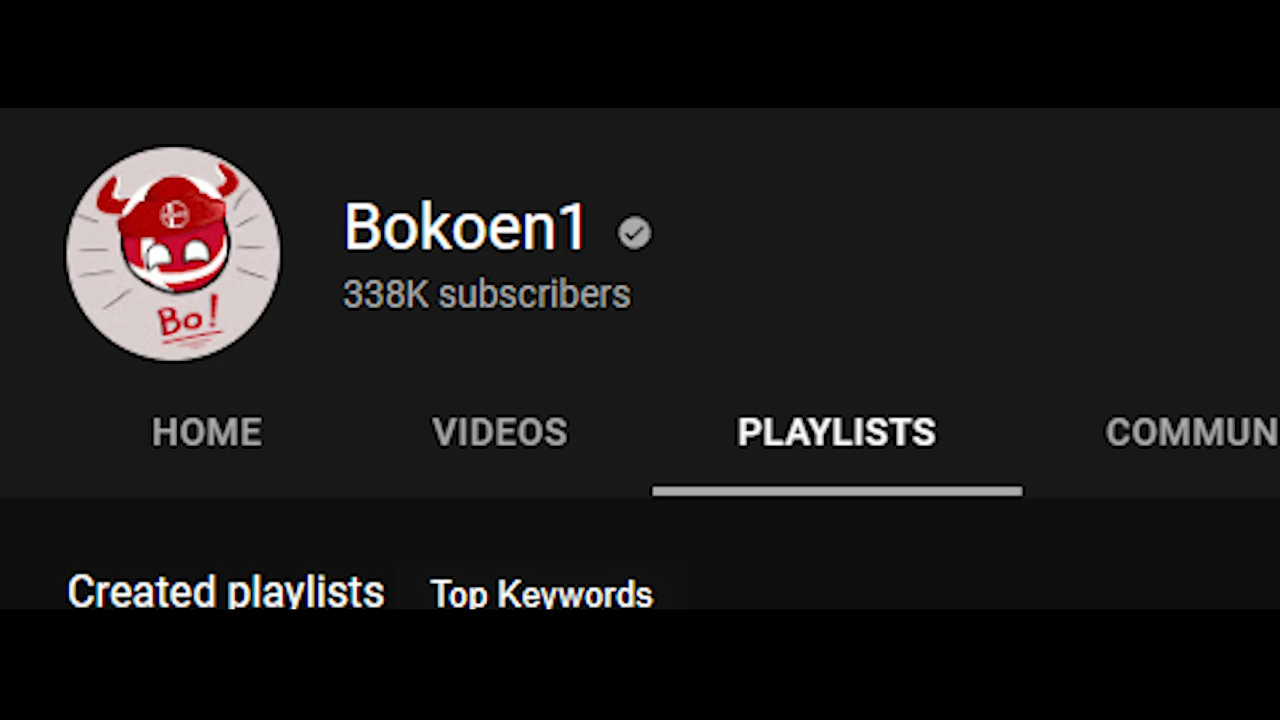 Bo!
Bokoen1
338K subscribers
HOME VIDEOS PLAYLISTS COMMUN
Created playlists Top Keywords